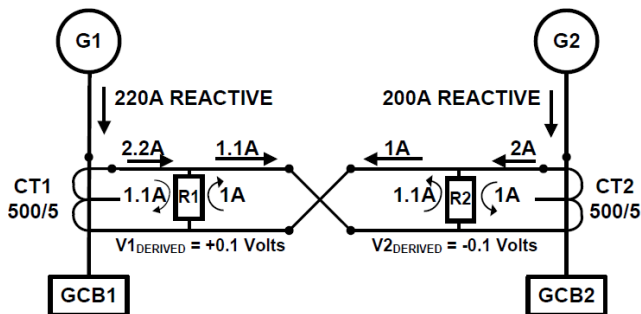 G1
G2
220A REACTIVE
200A REACTIVE
2.2A
1.1A
1A
2A
CT1
500/5
1.1A
R1
1A
1.1A
R2
1A
CT2
500/5
V1DERIVED = +0.1 Volts
V2DERIVED = -0.1 Volts
GCB1
GCB2